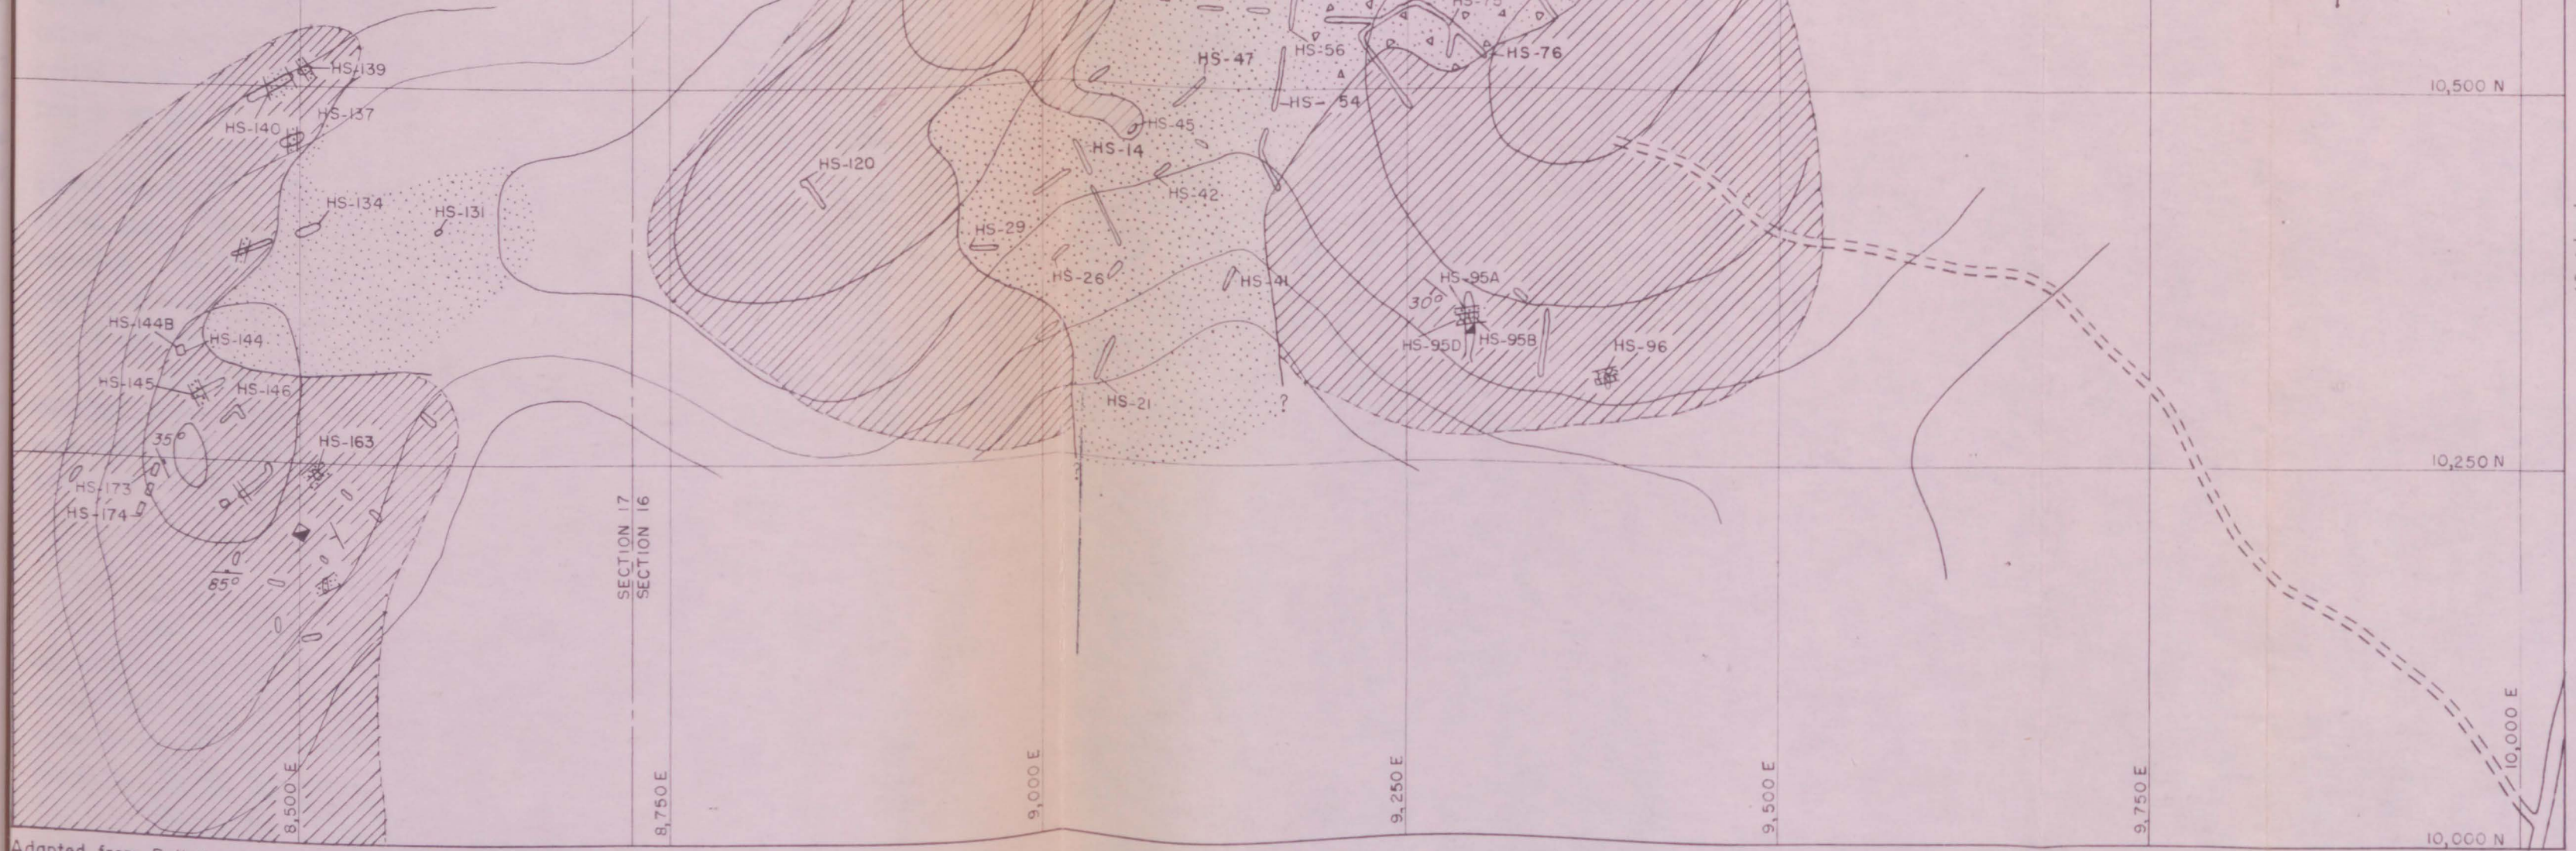 HS-75
HS-56
HS-76
HS-47
HS-139
10,500 N
HS-54
HS-137
HS-140
HS-45
HS-14
HS-120
HS-42
HS-134
HS-131
HS-29
HS-26
HS-41
HS-95A
30°
HS-144B
HS-144
HS-95D
HS-95B
HS-96
HS-145
HS-146
HS-21
?
35°
HS-163
10,250 N
?
HS-173
HS-174
SECTION 17
SECTION 16
85°
8,500 E
8,750 E
9,000 E
9,250 E
9,500 E
9,750 E
10,000 E
10,000 N
Adapted from